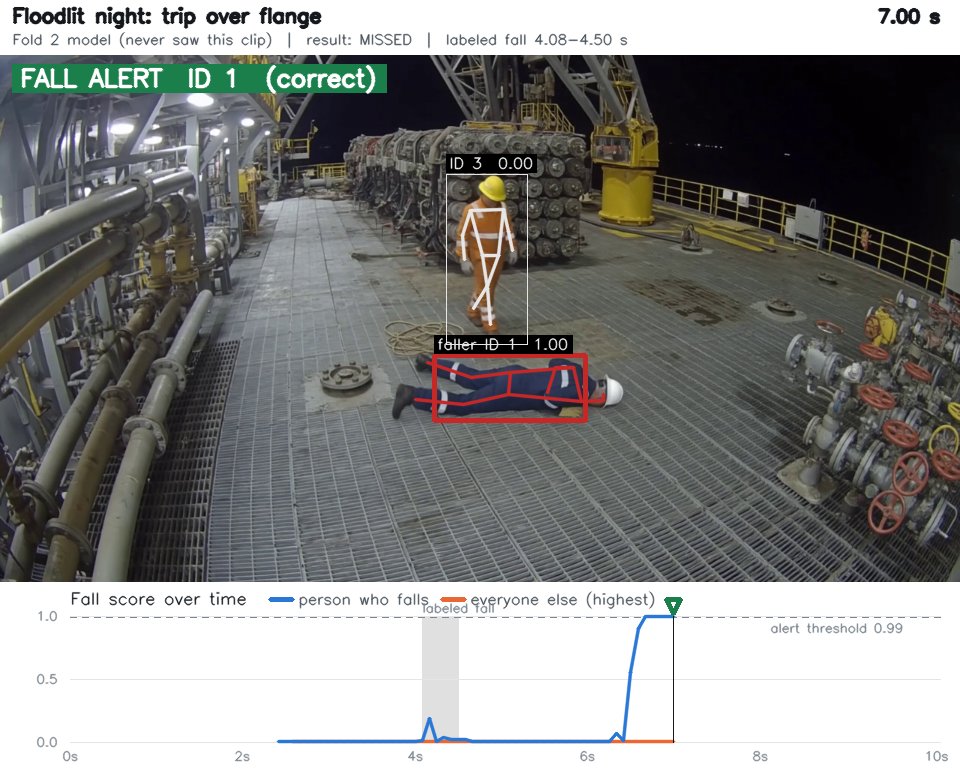 Floodlit night: trip over flange
7.00 s
Fold 2 model (never saw this clip) | result: MISSED | labeled fall 4.08–4.50 s
FALL ALERT ID 1 (correct)
ID 3 0.00
faller ID 1 1.00
Fall score over time
person who falls
everyone else (highest)
labeled fall
alert threshold 0.99
1.0
0.5
0.0
0s
2s
4s
6s
8s
10s